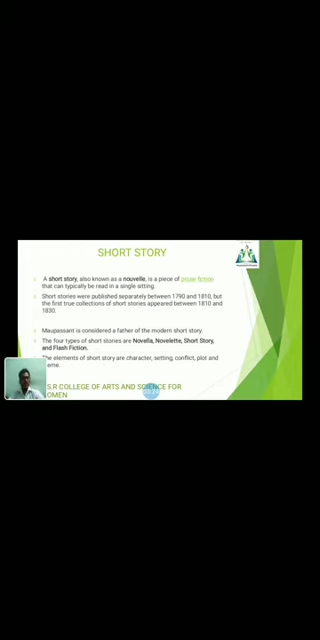 SHORT STORY
A short story, also known as a nouvelle, is a piece of prose fiction
that can typically be read in a single sitting.
Short stories were published separately between 1790 and 1810, but
the first true collections of short stories appeared between 1810 and
1830.
Maupassant is considered a father of the modern short story.
The four types of short stories are Novella, Novelette, Short Story,
and Flash Fiction.
The elements of short story are character, setting, conflict, plot and
eme.
S.R COLLEGE OF ARTS AND SCIENCE FOR
OMEN